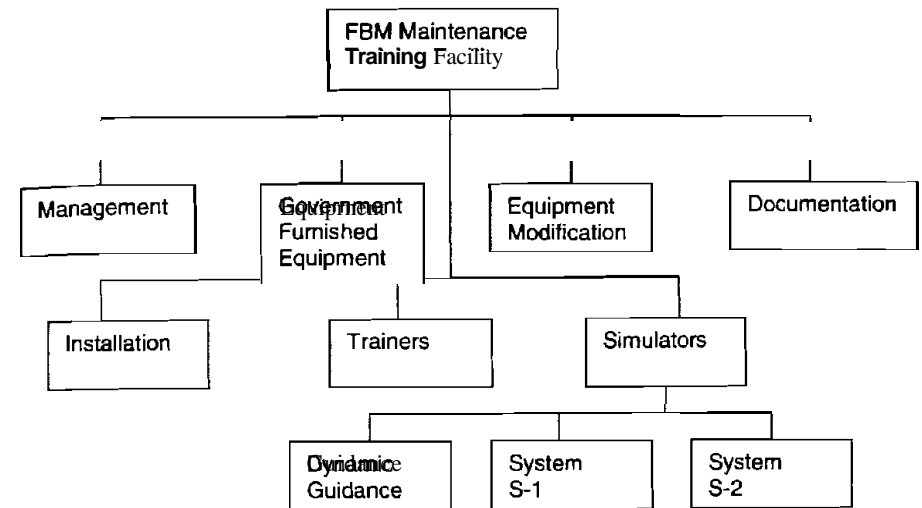 FBM Maintenance
Training Facility
Management
Government
Furnished
Equipment
Equipment
Modification
Documentation
Installation
Trainers
Simulators
Dynamic
Guidance
System
S-1
System
S-2